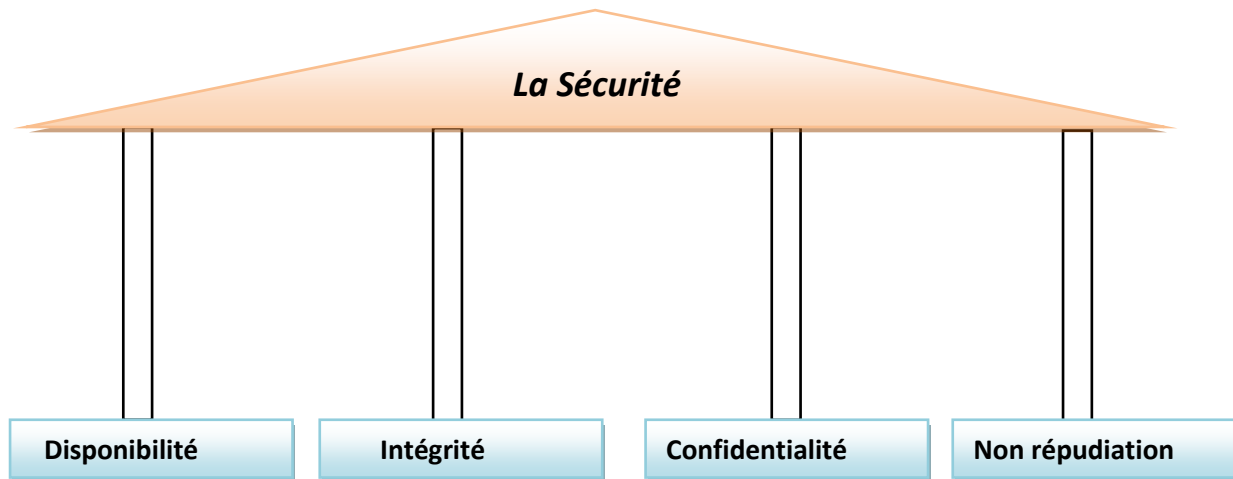 La Sécurité
Disponibilité
Intégrité
Confidentialité
Non répudiation